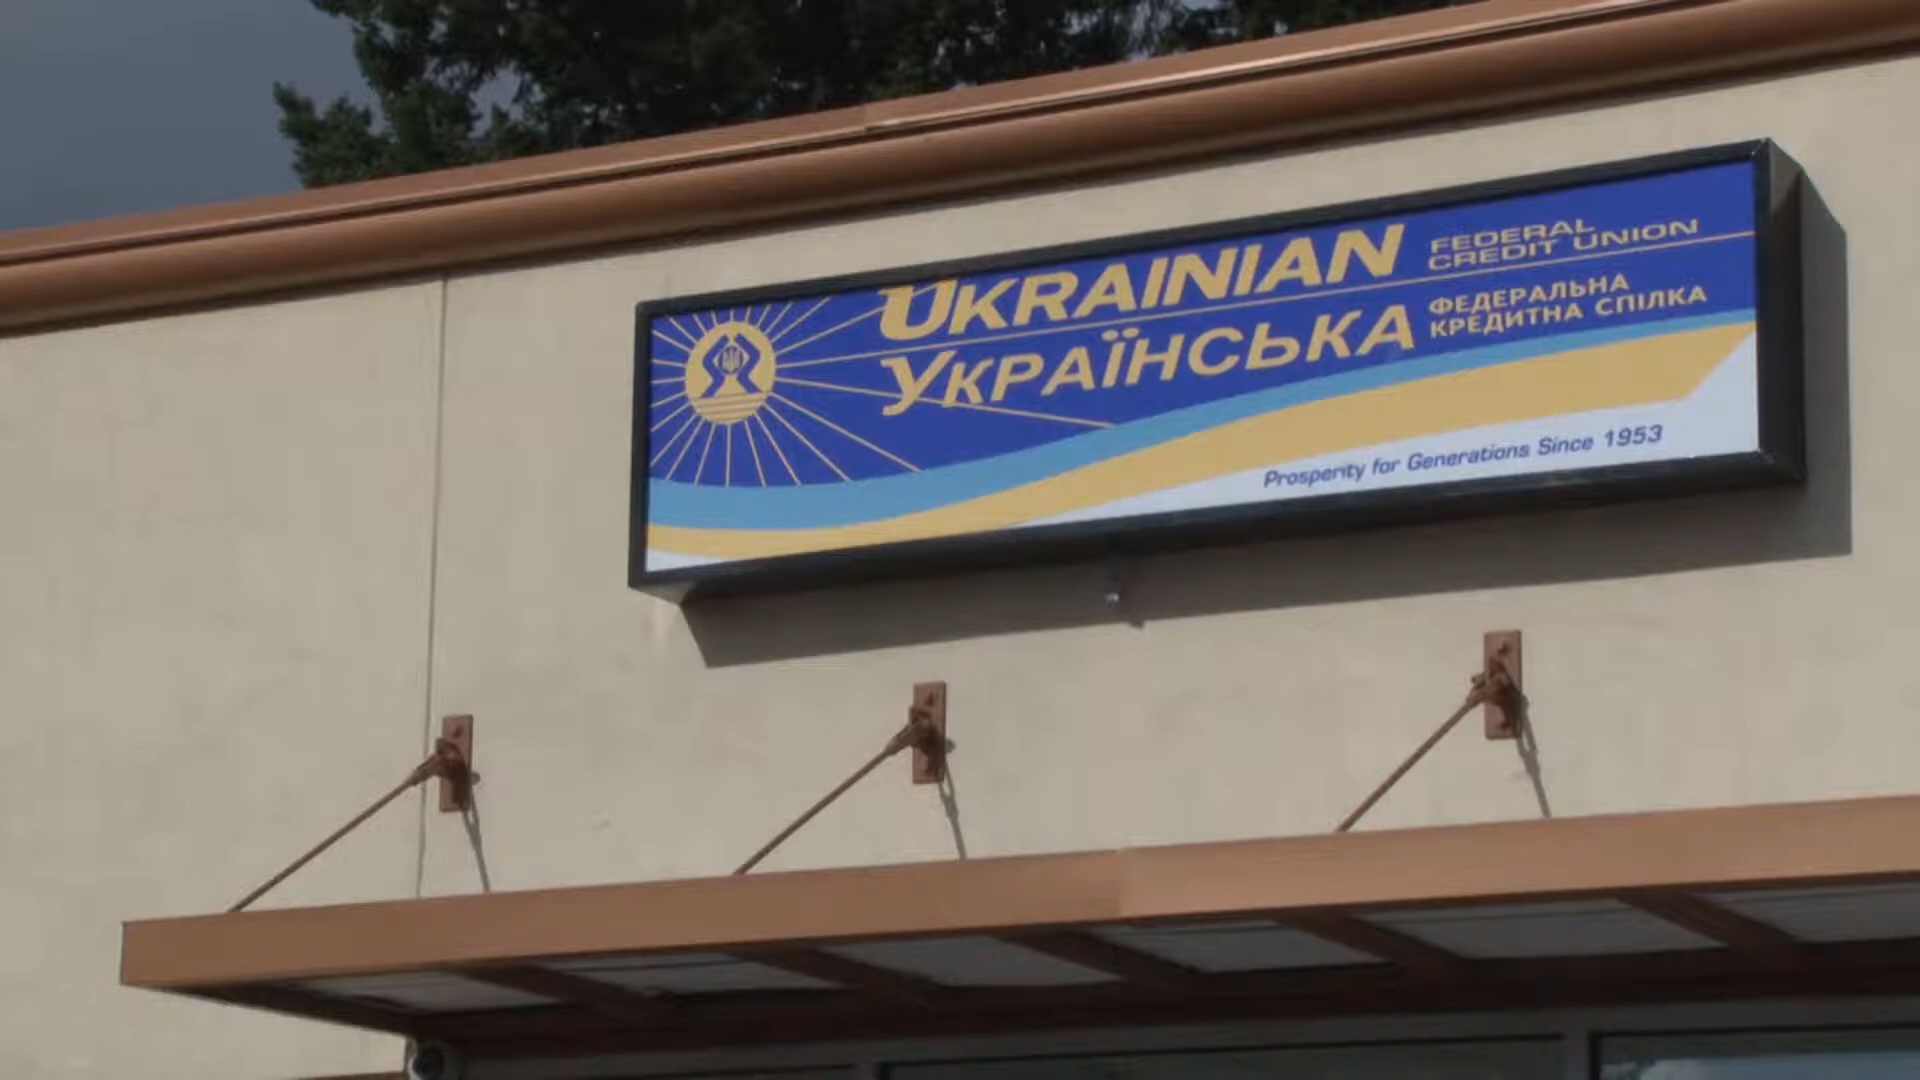 UKRAINIAN FEDERAL
CREDIT UNION
УКРАЇНСЬКА ФЕДЕРАЛЬНА
КРЕДИТНА СПІЛКА
Prosperity for Generations Since 1953